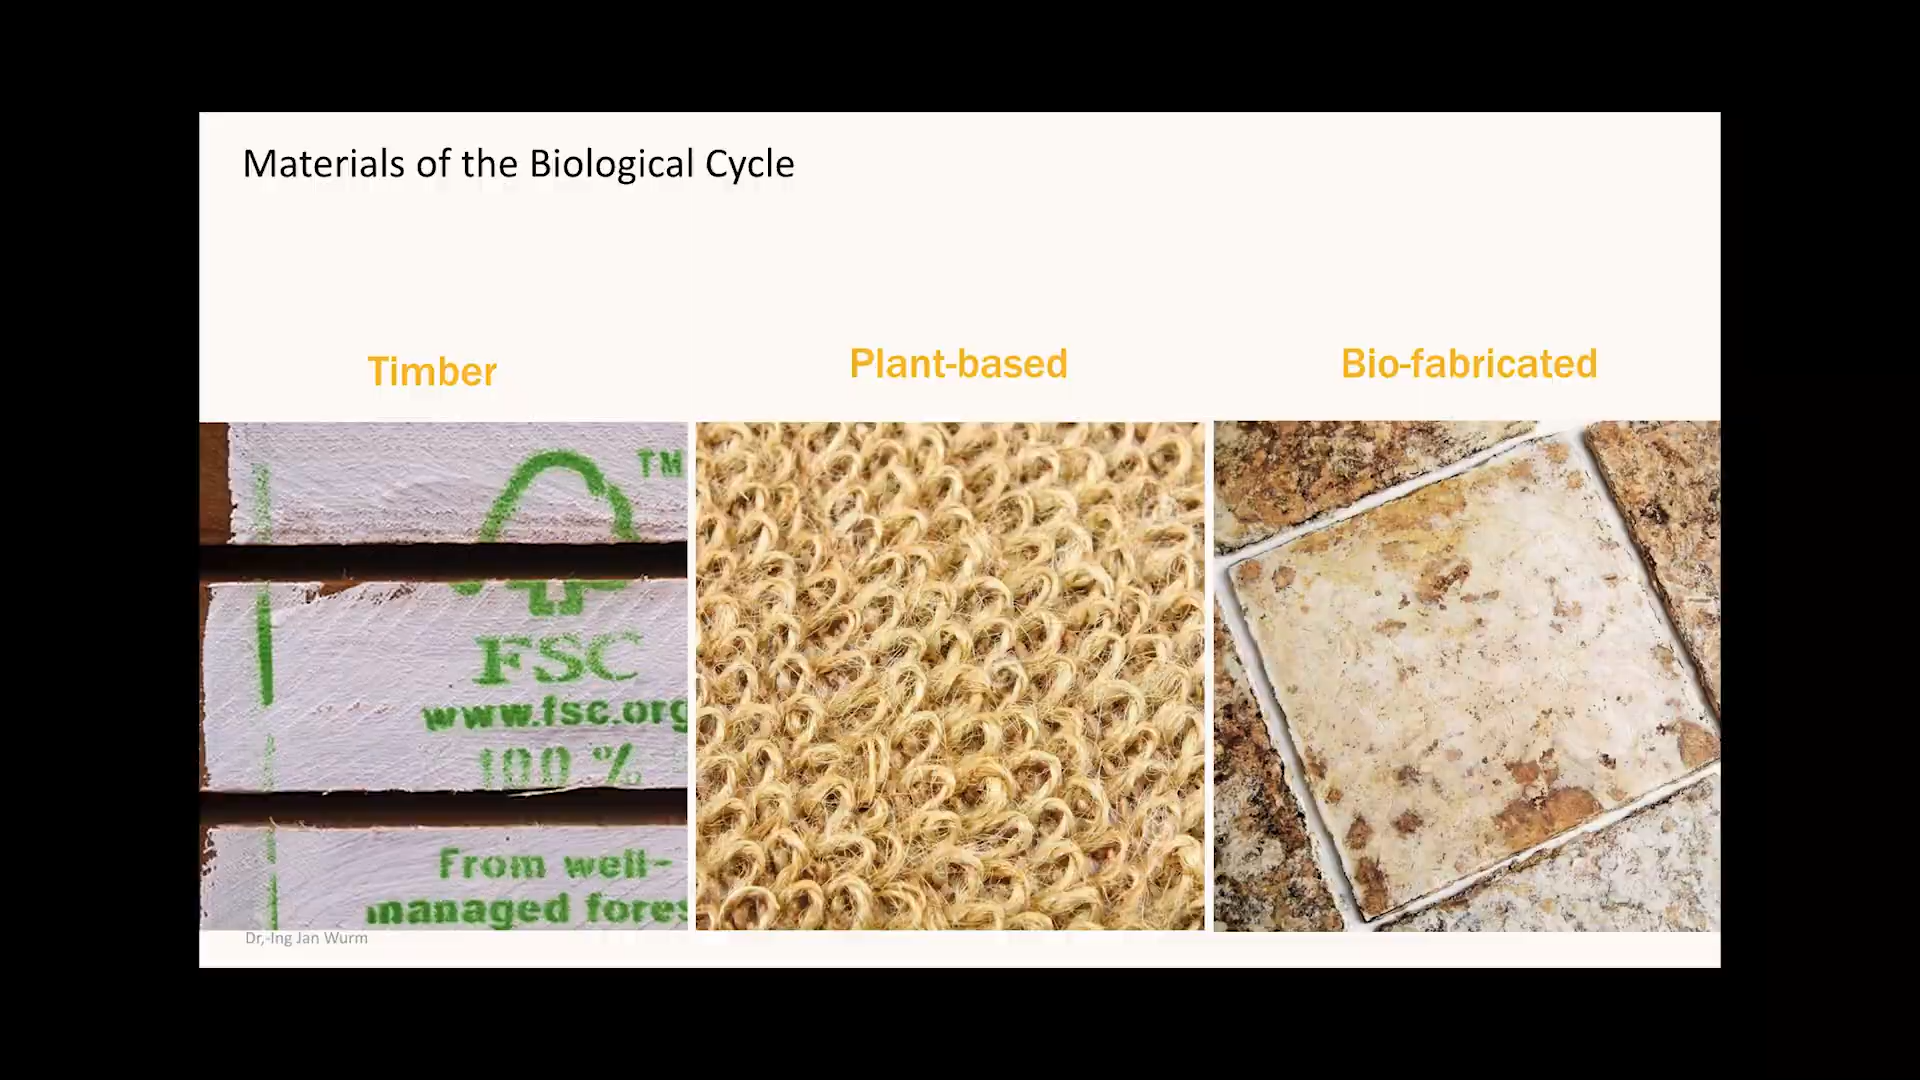 Materials of the Biological Cycle
Timber
Plant-based
Bio-fabricated
TM
FSC
www.fsc.org
100 %
From well-
managed fores
Dr,-Ing Jan Wurm